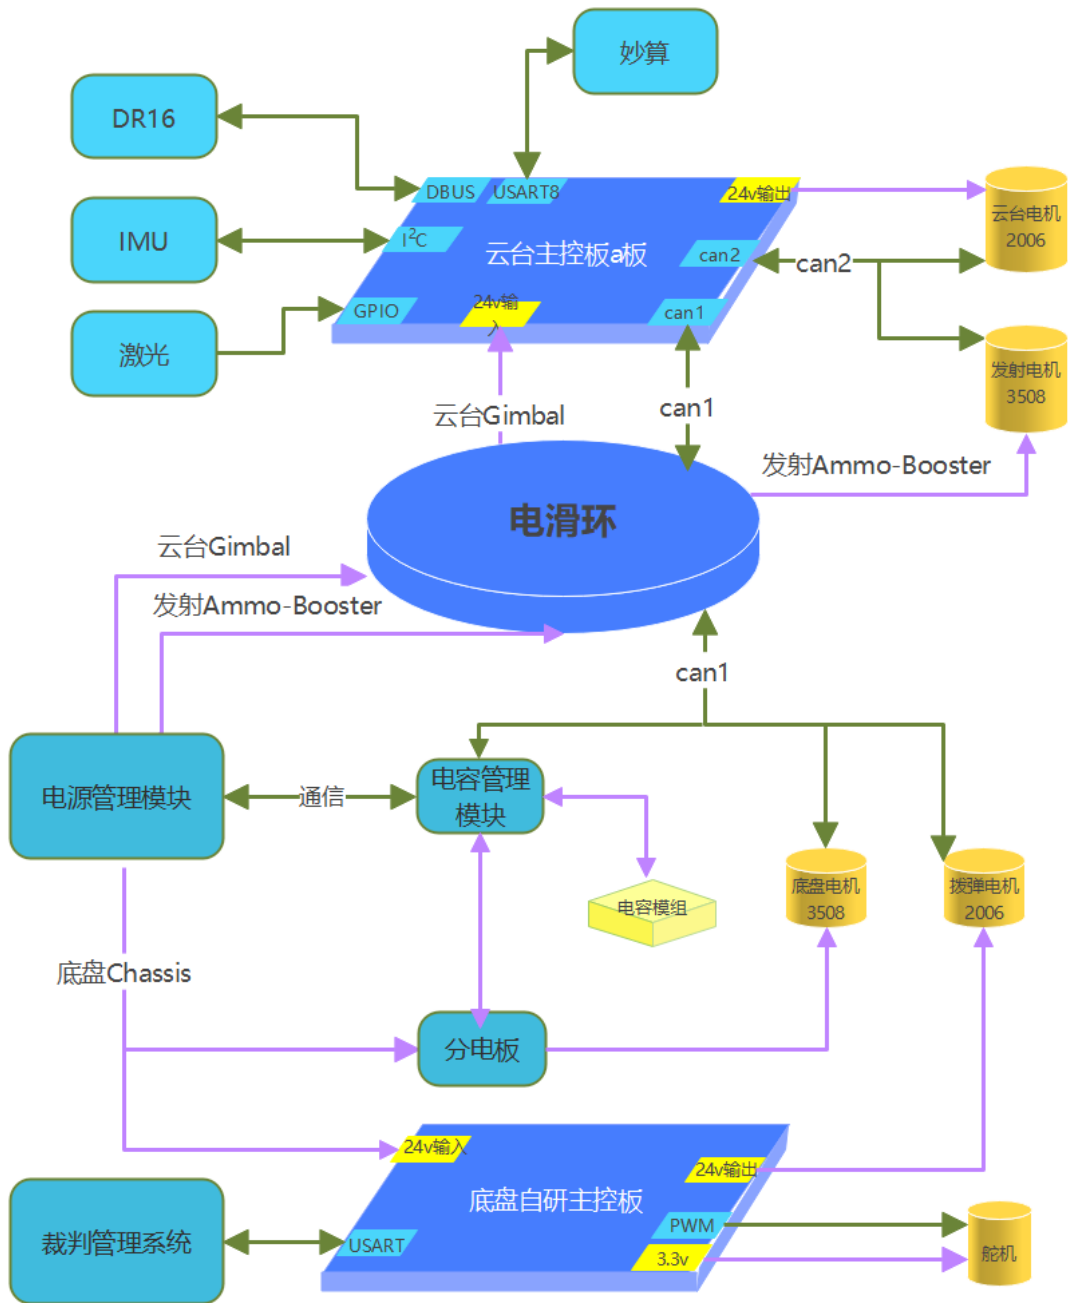 妙算
DR16
DBUS
USART8
24v输出
云台电机
2006
IMU
I²C
云台主控板a板
can2
can2
GPIO
24v输
入
can1
激光
发射电机
3508
云台Gimbal
can1
发射Ammo-Booster
电滑环
云台Gimbal
发射Ammo-Booster
can1
电源管理模块
通信
电容管理
模块
电容模组
底盘电机
3508
拨弹电机
2006
底盘Chassis
分电板
24v输入
24v输出
底盘自研主控板
裁判管理系统
USART
PWM
3.3v
舵机